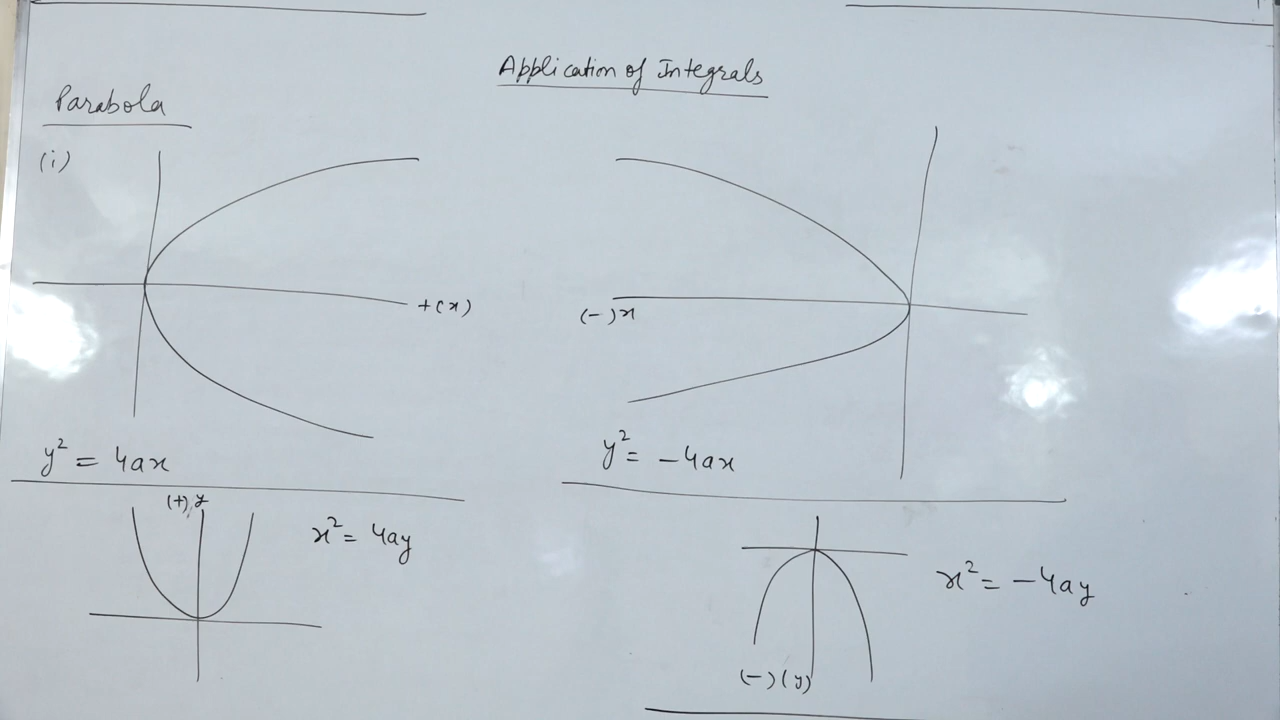 Application of Integrals
Parabola
(i)
+(x)
(-)x
y² = 4ax
y² = -4ax
(+)y
x² = 4ay
x² = -4ay
(-)(y)